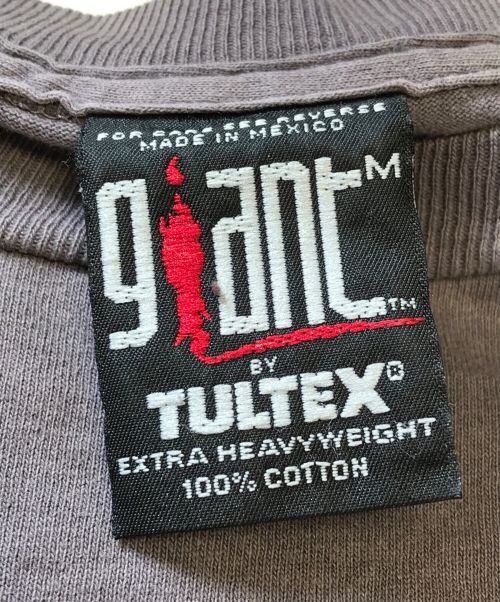 FOR CARE SEE REVERSE
MADE IN MEXICO
giant M
TM
BY
TULTEX®
EXTRA HEAVYWEIGHT
100% COTTON